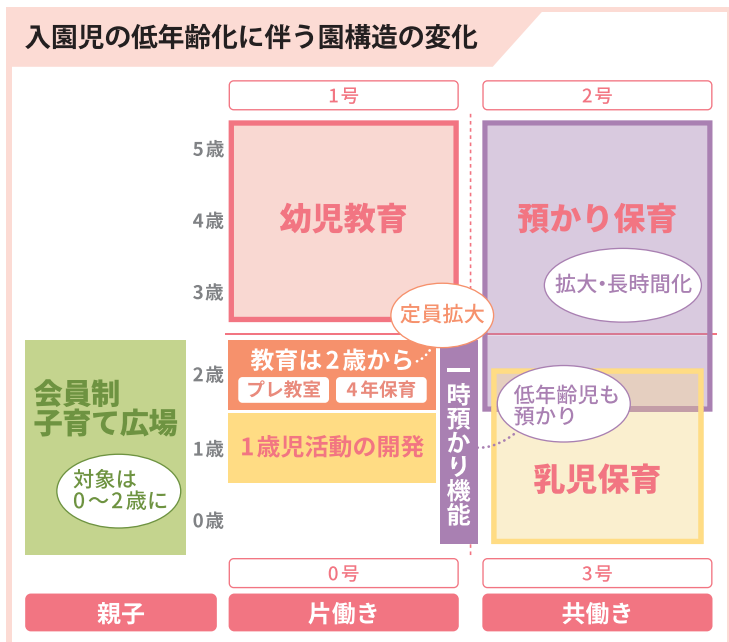 入園児の低年齢化に伴う園構造の変化
1号
2号
5歳
4歳
3歳
2歳
1歳
0歳
幼児教育
預かり保育
拡大・長時間化
定員拡大
教育は2歳から
プレ教室
4年保育
1歳児活動の開発
一時預かり機能
低年齢児も
預かり
乳児保育
会員制
子育て広場
対象は
0〜2歳に
0号
3号
親子
片働き
共働き